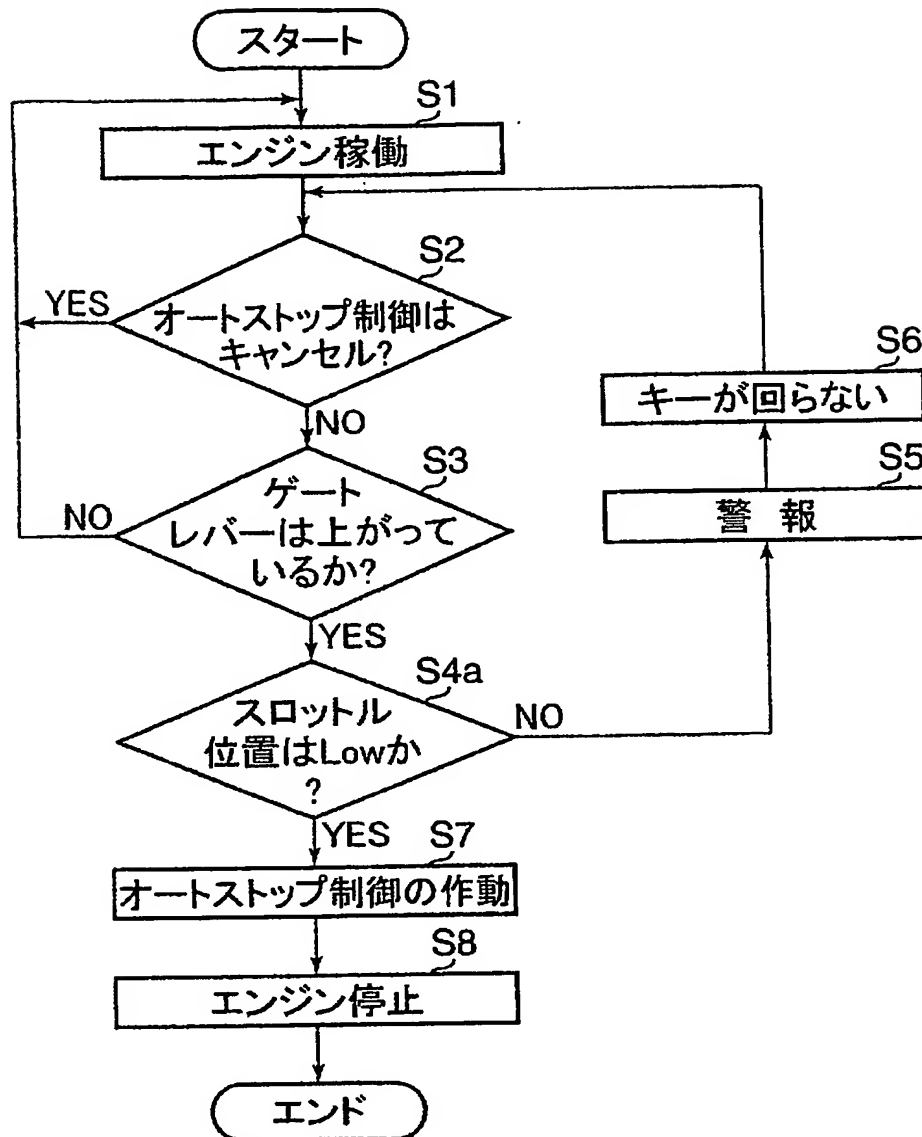 スタート
S1
エンジン稼働
S2
YES
オートストップ制御は
キャンセル?
NO
S3
NO
ゲート
レバーは上がって
いるか?
YES
S6
キーが回らない
S5
警 報
S4a
スロットル
位置はLowか
?
NO
YES
S7
オートストップ制御の作動
S8
エンジン停止
エンド